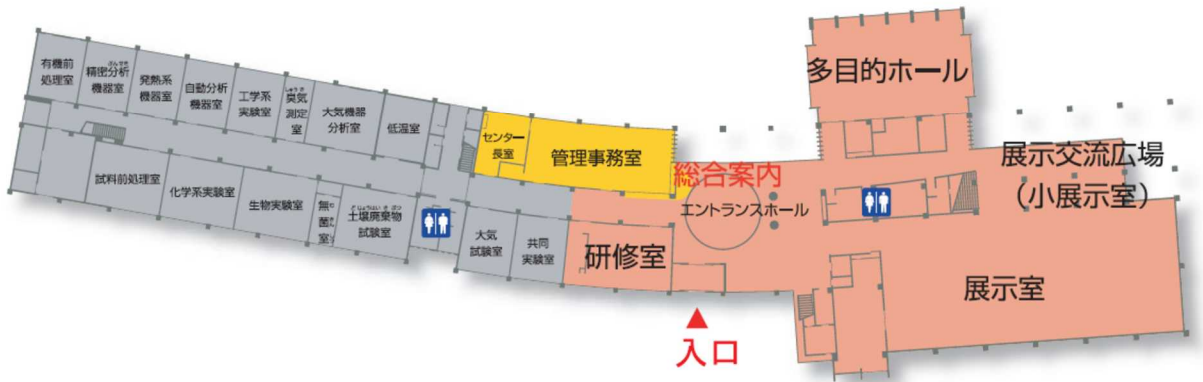 有機前
処理室
精密分析
機器室
発熱系
機器室
自動分析
機器室
工学系
実験室
臭気
測定
室
大気機器
分析室
低温室
センター
長室
管理事務室
多目的ホール
総合案内
エントランスホール
展示交流広場
（小展示室）
試料前処理室
化学系実験室
生物実験室
無菌室
土壌廃棄物
試験室
大気
試験室
共同
実験室
研修室
展示室
入口